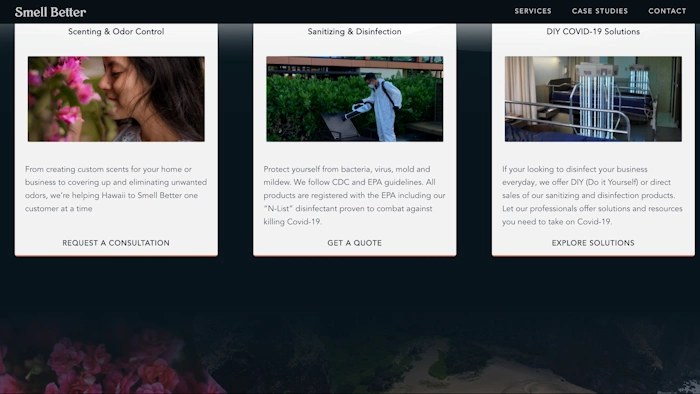 Smell Better
SERVICES CASE STUDIES CONTACT
Scenting & Odor Control
From creating custom scents for your home or
business to covering up and eliminating unwanted
odors, we're helping Hawaii to Smell Better one
customer at a time
REQUEST A CONSULTATION
Sanitizing & Disinfection
Protect yourself from bacteria, virus, mold and
mildew. We follow CDC and EPA guidelines. All
products are registered with the EPA including our
"N-List" disinfectant proven to combat against
killing Covid-19.
GET A QUOTE
DIY COVID-19 Solutions
If your looking to disinfect your business
everyday, we offer DIY (Do it Yourself) or direct
sales of our sanitizing and disinfection products.
Let our professionals offer solutions and resources
you need to take on Covid-19.
EXPLORE SOLUTIONS